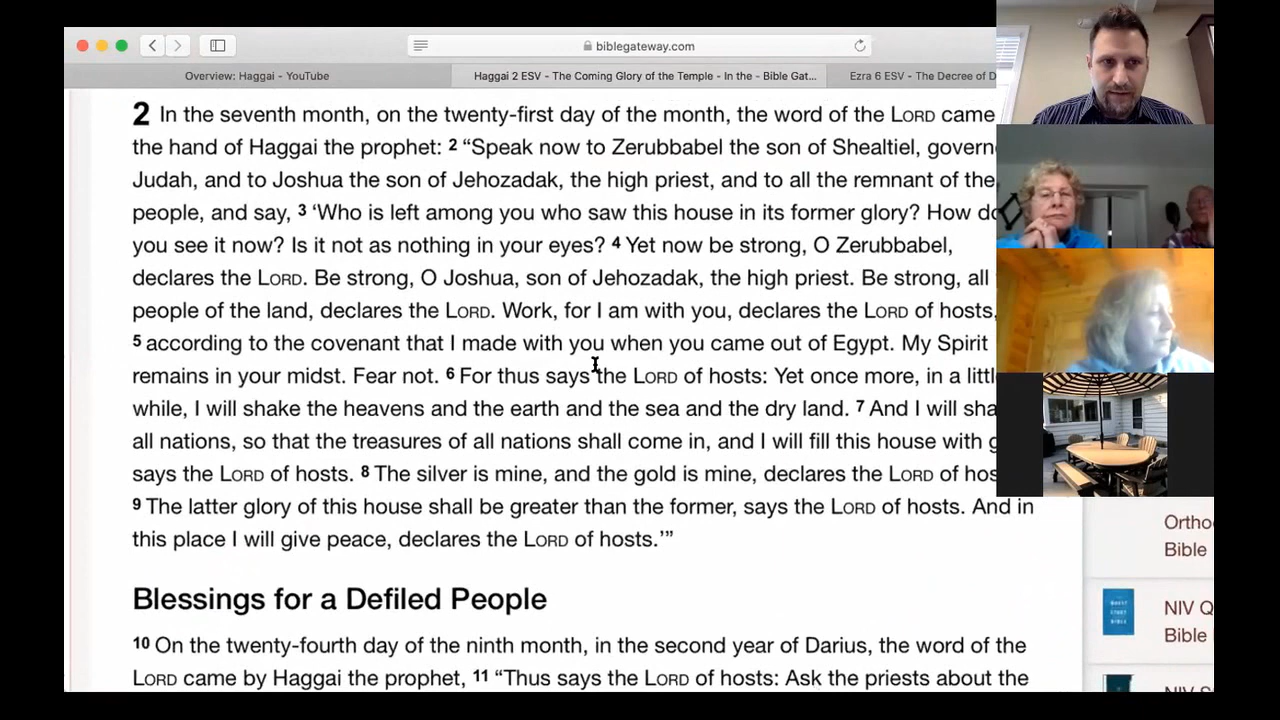 biblegateway.com
Overview: Haggai - YouTube
Haggai 2 ESV - The Coming Glory of the Temple - In the - Bible Gat...
Ezra 6 ESV - The Decree of D
2 In the seventh month, on the twenty-first day of the month, the word of the LORD came
the hand of Haggai the prophet: 2 “Speak now to Zerubbabel the son of Shealtiel, govern
Judah, and to Joshua the son of Jehozadak, the high priest, and to all the remnant of the
people, and say, 3 ‘Who is left among you who saw this house in its former glory? How do
you see it now? Is it not as nothing in your eyes? 4 Yet now be strong, O Zerubbabel,
declares the LORD. Be strong, O Joshua, son of Jehozadak, the high priest. Be strong, all
people of the land, declares the LORD. Work, for I am with you, declares the LORD of hosts,
5 according to the covenant that I made with you when you came out of Egypt. My Spirit
remains in your midst. Fear not. 6 For thus says the LORD of hosts: Yet once more, in a littl
while, I will shake the heavens and the earth and the sea and the dry land. 7 And I will sha
all nations, so that the treasures of all nations shall come in, and I will fill this house with g
says the LORD of hosts. 8 The silver is mine, and the gold is mine, declares the LORD of hos
9 The latter glory of this house shall be greater than the former, says the LORD of hosts. And in
this place I will give peace, declares the LORD of hosts.’”
Blessings for a Defiled People
10 On the twenty-fourth day of the ninth month, in the second year of Darius, the word of the
LORD came by Haggai the prophet, 11 “Thus says the LORD of hosts: Ask the priests about the
Ortho
Bible
NIV Q
Bible